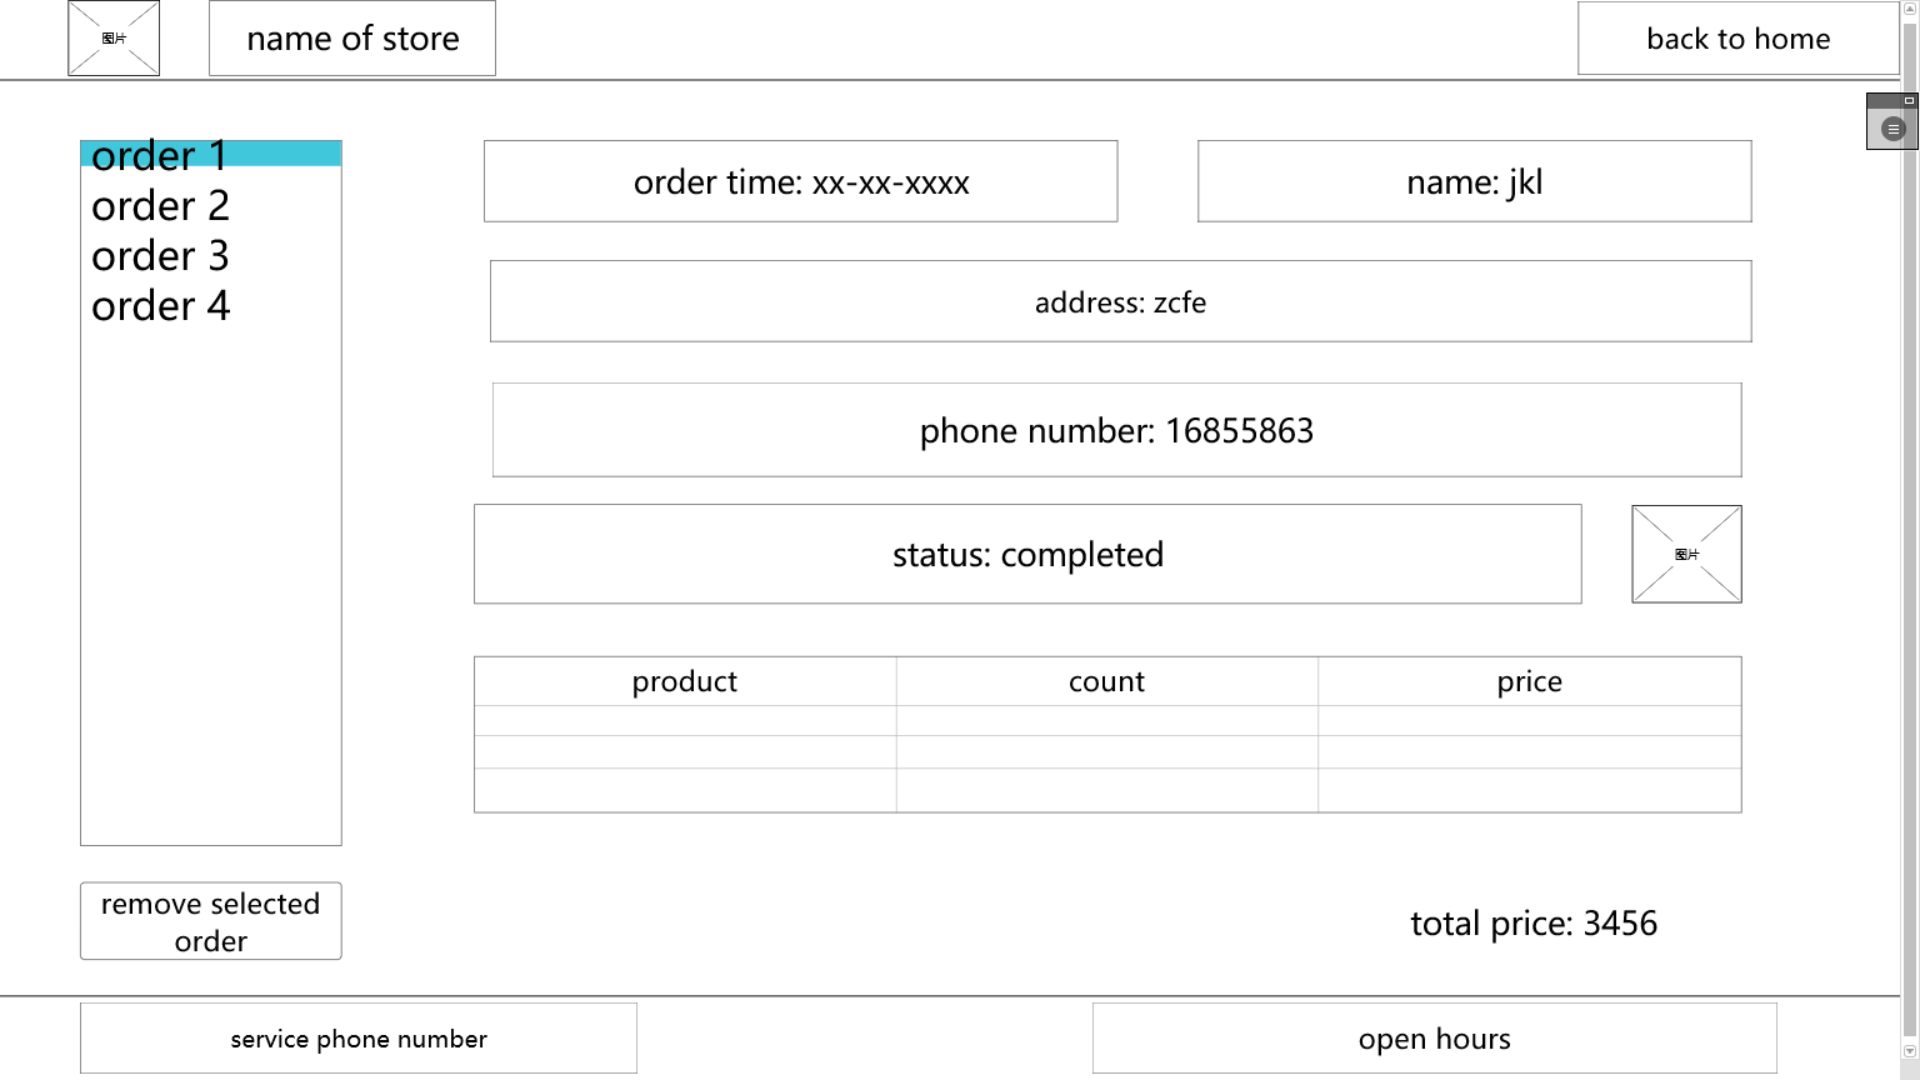 图片
name of store
back to home
order 1
order 2
order 3
order 4
order time: xx-xx-xxxx
name: jkl
address: zcfe
phone number: 16855863
status: completed
图片
product
count
price
remove selected
order
total price: 3456
service phone number
open hours